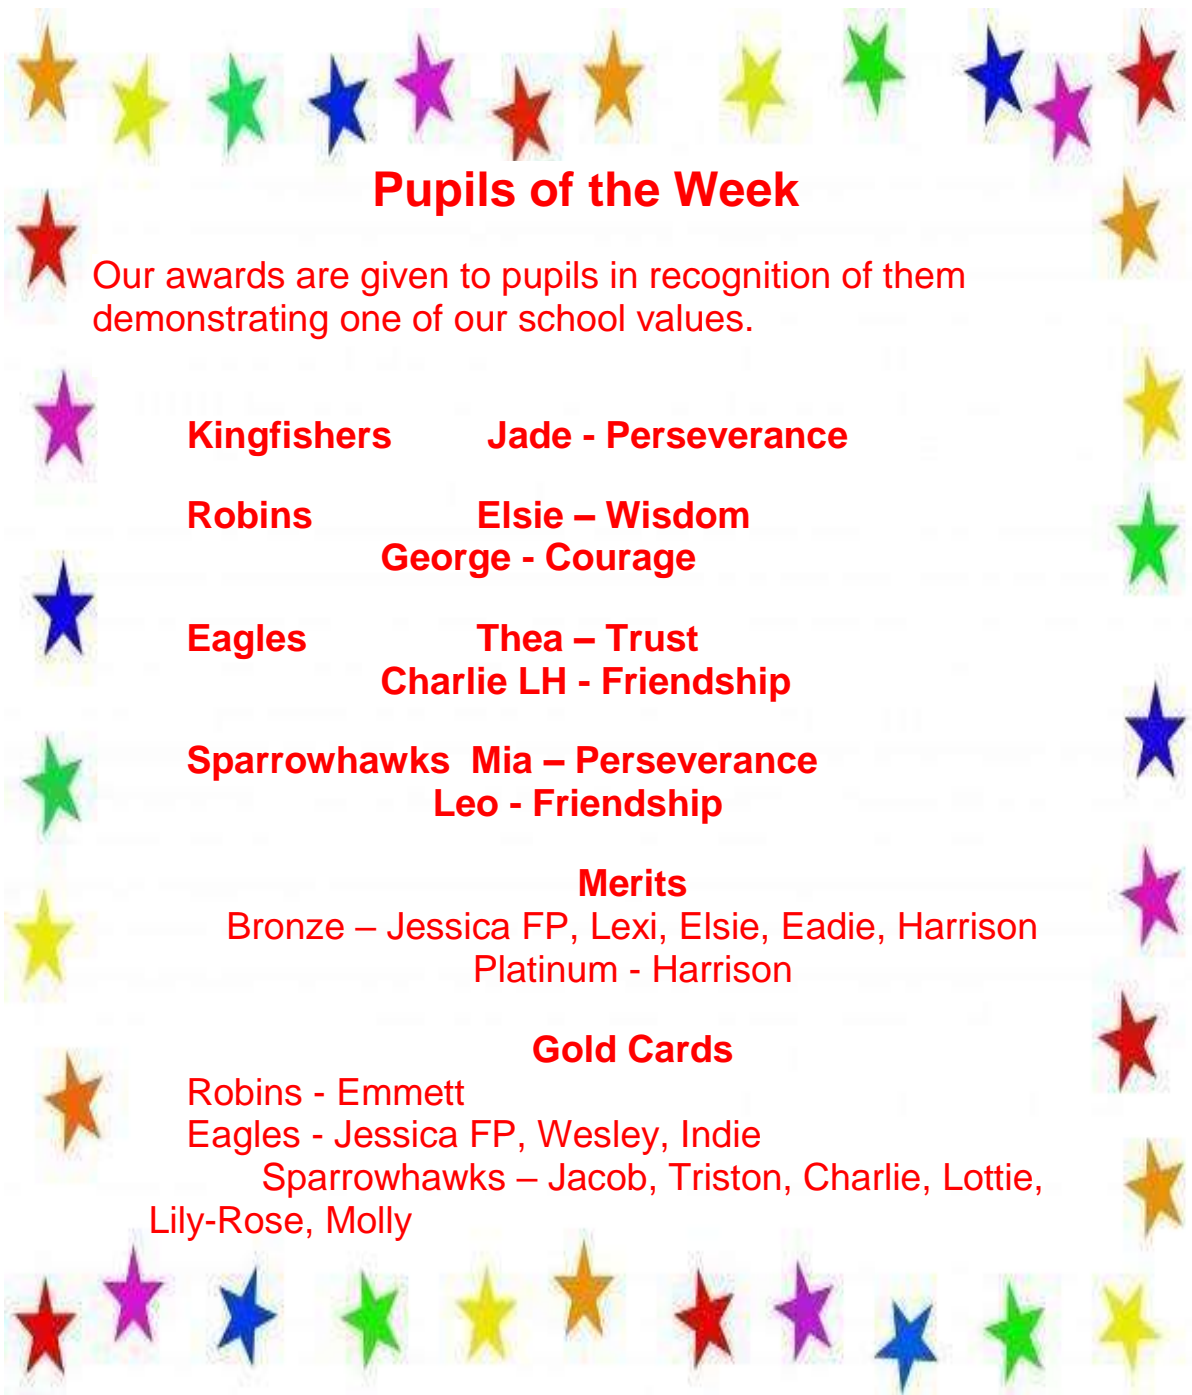 Pupils of the Week
Our awards are given to pupils in recognition of them
demonstrating one of our school values.
Kingfishers Jade - Perseverance
Robins Elsie – Wisdom
George - Courage
Eagles Thea – Trust
Charlie LH - Friendship
Sparrowhawks Mia – Perseverance
Leo - Friendship
Merits
Bronze – Jessica FP, Lexi, Elsie, Eadie, Harrison
Platinum - Harrison
Gold Cards
Robins - Emmett
Eagles - Jessica FP, Wesley, Indie
Sparrowhawks – Jacob, Triston, Charlie, Lottie,
Lily-Rose, Molly